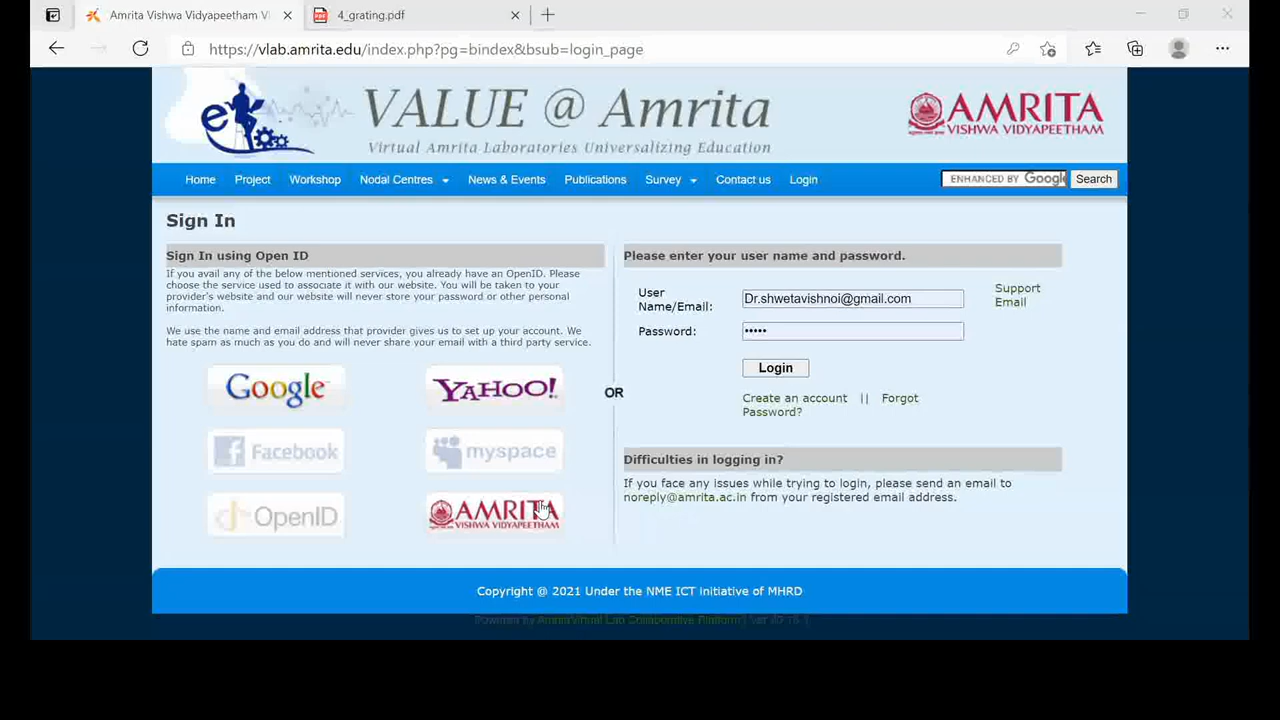 Amrita Vishwa Vidyapeetham V
4_grating.pdf
https://vlab.amrita.edu/index.php?pg=bindex&bsub=login_page
VALUE @ Amrita
Virtual Amrita Laboratories Universalizing Education
AMRITA
VISHWA VIDYAPEETHAM
Home Project Workshop Nodal Centres News & Events Publications Survey Contact us Login ENHANCED BY Google Search
Sign In
Sign In using Open ID
If you avail any of the below mentioned services, you already have an OpenID. Please
choose the service used to associate it with our website. You will be taken to your
provider's website and our website will never store your password or other personal
information.
We use the name and email address that provider gives us to set up your account. We
hate spam as much as you do and will never share your email with a third party service.
Google YAHOO!
Facebook myspace
OpenID AMRITA
VISHWA VIDYAPEETHAM
OR
Please enter your user name and password.
User
Name/Email: Dr.shwetavishnoi@gmail.com
Support
Email
Password: •••••
Login
Create an account || Forgot
Password?
Difficulties in logging in?
If you face any issues while trying to login, please send an email to
noreply@amrita.ac.in from your registered email address.
Copyright @ 2021 Under the NME ICT initiative of MHRD
Powered By AmritaVirtual Lab Collaborative Platform